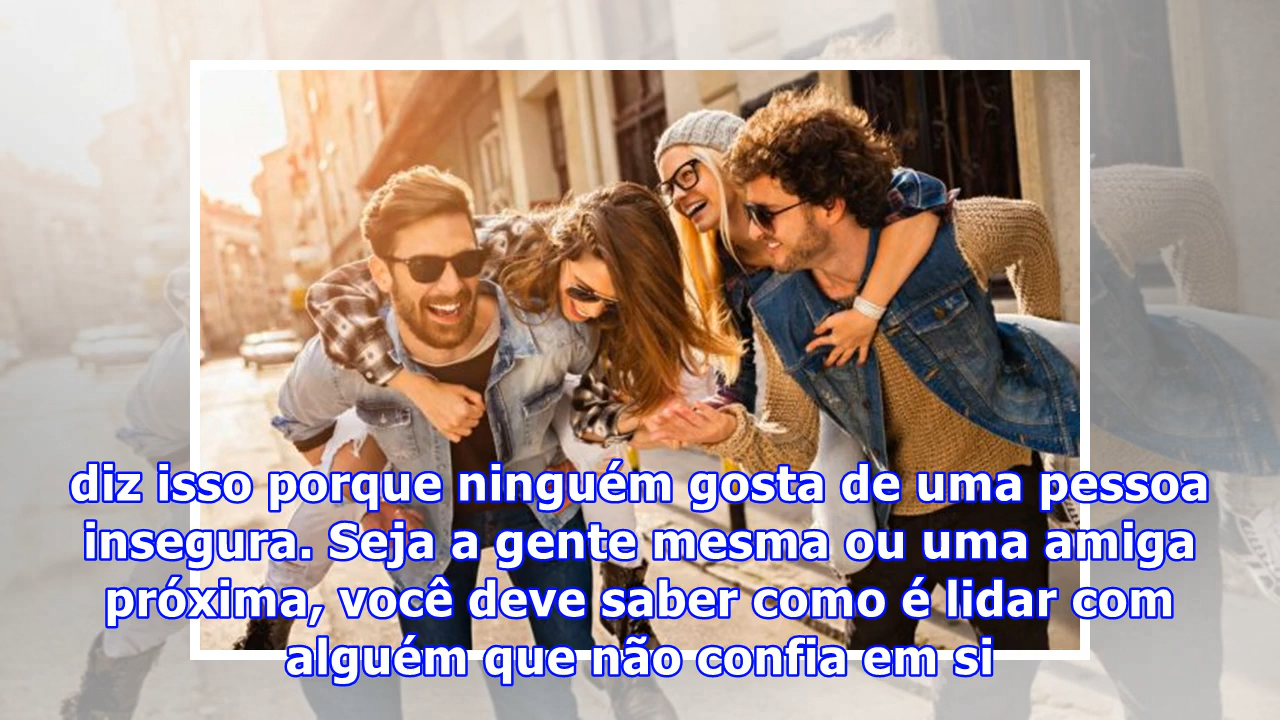 diz isso porque ninguém gosta de uma pessoa
insegura. Seja a gente mesma ou uma amiga
próxima, você deve saber como é lidar com
alguém que não confia em si